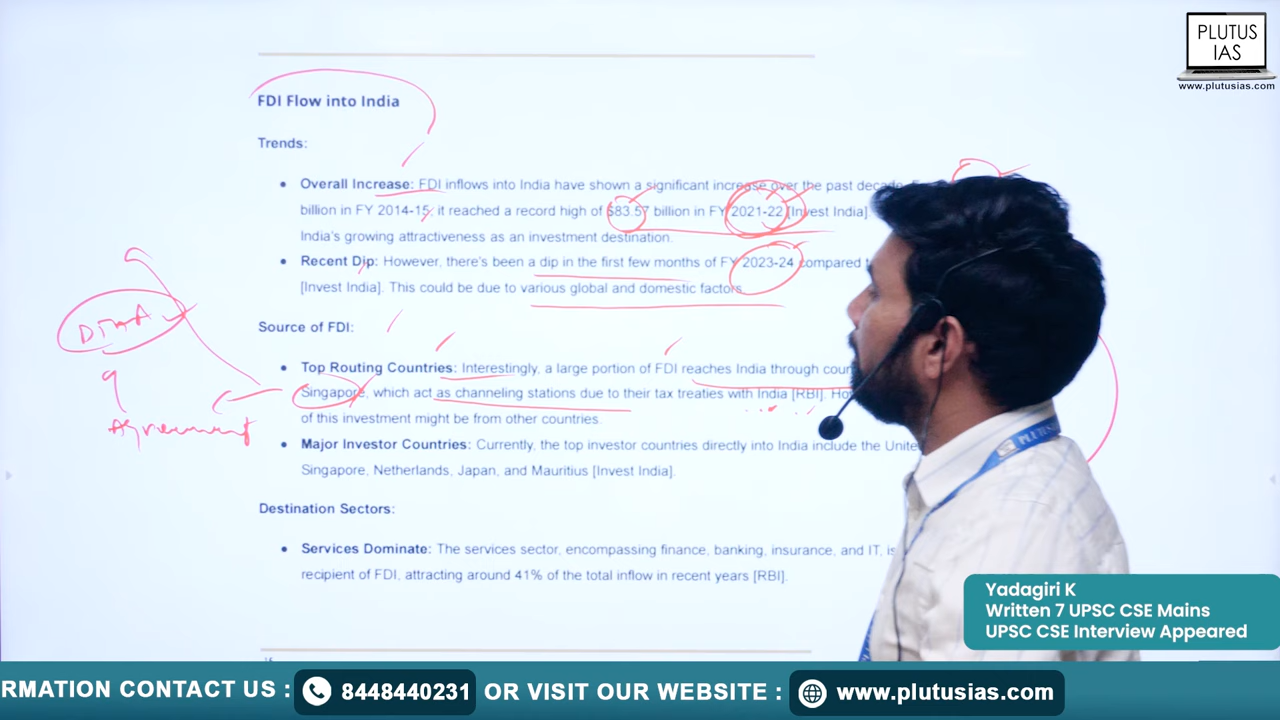 PLUTUS
IAS
www.plutusias.com
FDI Flow into India
Trends:
Overall Increase: FDI inflows into India have shown a significant increase over the past decade.
billion in FY 2014-15, it reached a record high of $83.57 billion in FY 2021-22 [Invest India]
India's growing attractiveness as an investment destination.
Recent Dip: However, there's been a dip in the first few months of FY 2023-24 compared
[Invest India]. This could be due to various global and domestic factors.
Source of FDI:
Top Routing Countries: Interestingly, a large portion of FDI reaches India through
Singapore, which act as channeling stations due to their tax treaties with India [RBI].
of this investment might be from other countries.
Major Investor Countries: Currently, the top investor countries directly into India include the
Singapore, Netherlands, Japan, and Mauritius [Invest India].
Destination Sectors:
Services Dominate: The services sector, encompassing finance, banking, insurance, and IT, is
recipient of FDI, attracting around 41% of the total inflow in recent years [RBI].
Agreement
PLUTUS
Yadagiri K
Written 7 UPSC CSE Mains
UPSC CSE Interview Appeared
RMATION CONTACT US : 8448440231 OR VISIT OUR WEBSITE : www.plutusias.com